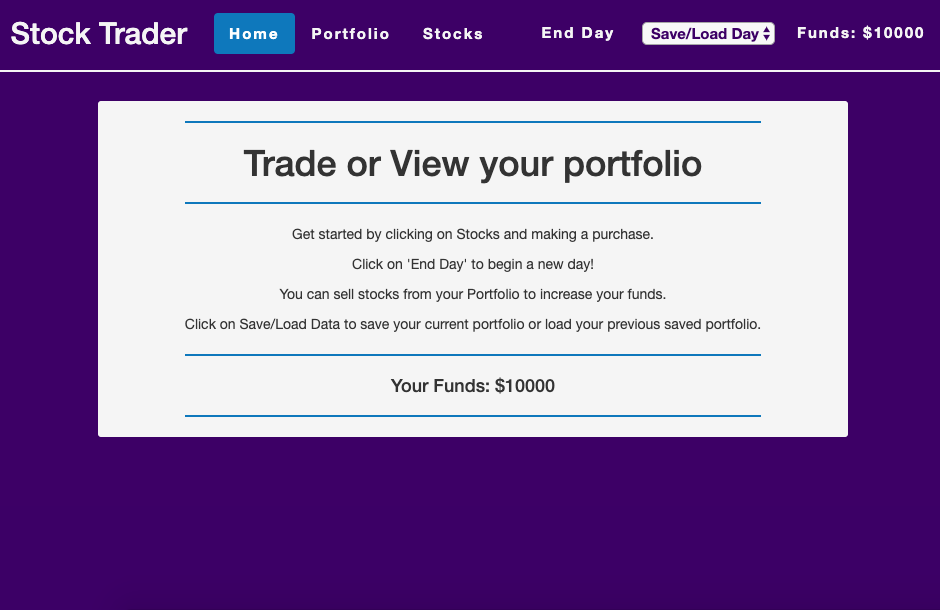 Stock Trader Home Portfolio Stocks End Day Save/Load Day Funds: $10000
Trade or View your portfolio
Get started by clicking on Stocks and making a purchase.
Click on 'End Day' to begin a new day!
You can sell stocks from your Portfolio to increase your funds.
Click on Save/Load Data to save your current portfolio or load your previous saved portfolio.
Your Funds: $10000